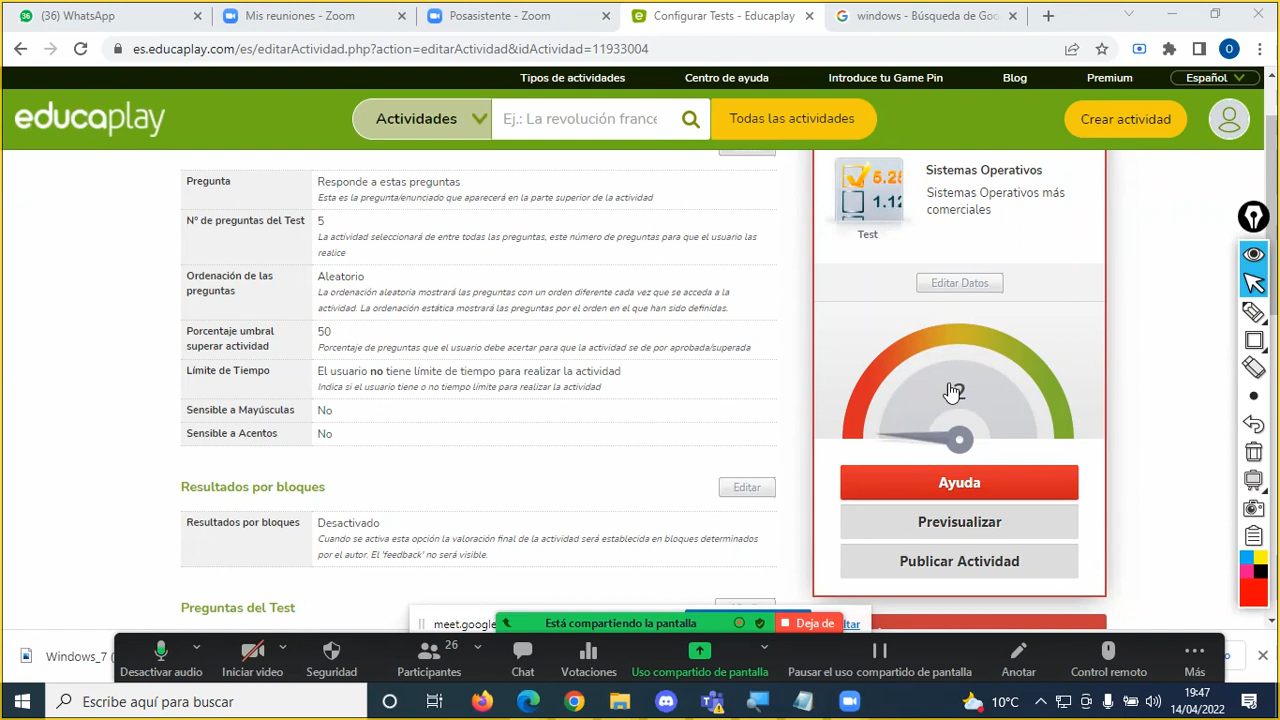 (36) WhatsApp
Mis reuniones - Zoom
Posasistente - Zoom
Configurar Tests - Educaplay
windows - Búsqueda de Goo
es.educaplay.com/es/editarActividad.php?action=editarActividad&idActividad=11933004
O
Tipos de actividades
Centro de ayuda
Introduce tu Game Pin
Blog
Premium
Español
educaplay
Actividades
Ej.: La revolución france
Todas las actividades
Crear actividad
Pregunta
Responde a estas preguntas
Esta es la pregunta/enunciado que aparecerá en la parte superior de la actividad
Nº de preguntas del Test
5
La actividad seleccionará de entre todas las preguntas, este número de preguntas para que el usuario las
realice
Ordenación de las
preguntas
Aleatorio
La ordenación aleatoria mostrará las preguntas con un orden diferente cada vez que se acceda a la
actividad. La ordenación estática mostrará las preguntas por el orden en el que han sido definidas.
Porcentaje umbral
superar actividad
50
Porcentaje de preguntas que el usuario debe acertar para que la actividad se de por aprobada/superada
Límite de Tiempo
El usuario no tiene límite de tiempo para realizar la actividad
Indica si el usuario tiene o no tiempo límite para realizar la actividad
Sensible a Mayúsculas
No
Sensible a Acentos
No
Resultados por bloques
Editar
Resultados por bloques
Desactivado
Cuando se activa esta opción la valoración final de la actividad será establecida en bloques determinados
por el autor. El 'feedback' no será visible.
Preguntas del Test
5.25
1.12
Test
Sistemas Operativos
Sistemas Operativos más
comerciales
Editar Datos
Ayuda
Previsualizar
Publicar Actividad
meet.google
Está compartiendo la pantalla
Deja de
ltar
Windows_7 (
Desactivar audio
Iniciar video
Seguridad
26
Participantes
Chat
Votaciones
Uso compartido de pantalla
Pausar el uso compartido de pantalla
Anotar
Control remoto
Más
Escribe aquí para buscar
10°C
19:47
14/04/2022